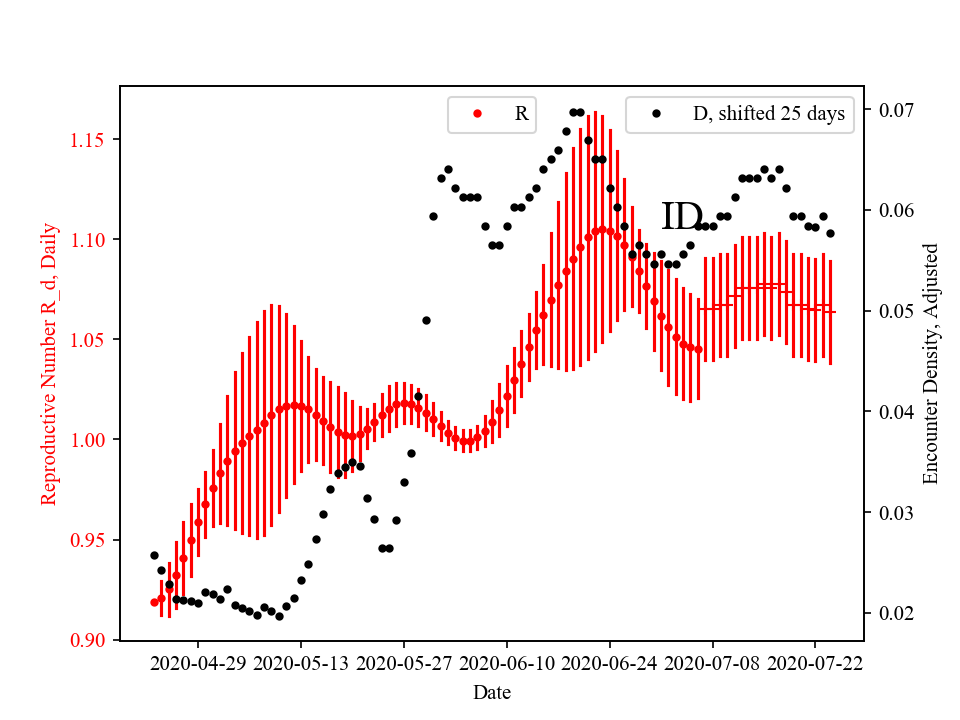 R
D, shifted 25 days
ID
Reproductive Number R_d, Daily
1.15
1.10
1.05
1.00
0.95
0.90
0.07
0.06
0.05
0.04
0.03
0.02
Encounter Density, Adjusted
2020-04-29 2020-05-13 2020-05-27 2020-06-10 2020-06-24 2020-07-08 2020-07-22
Date